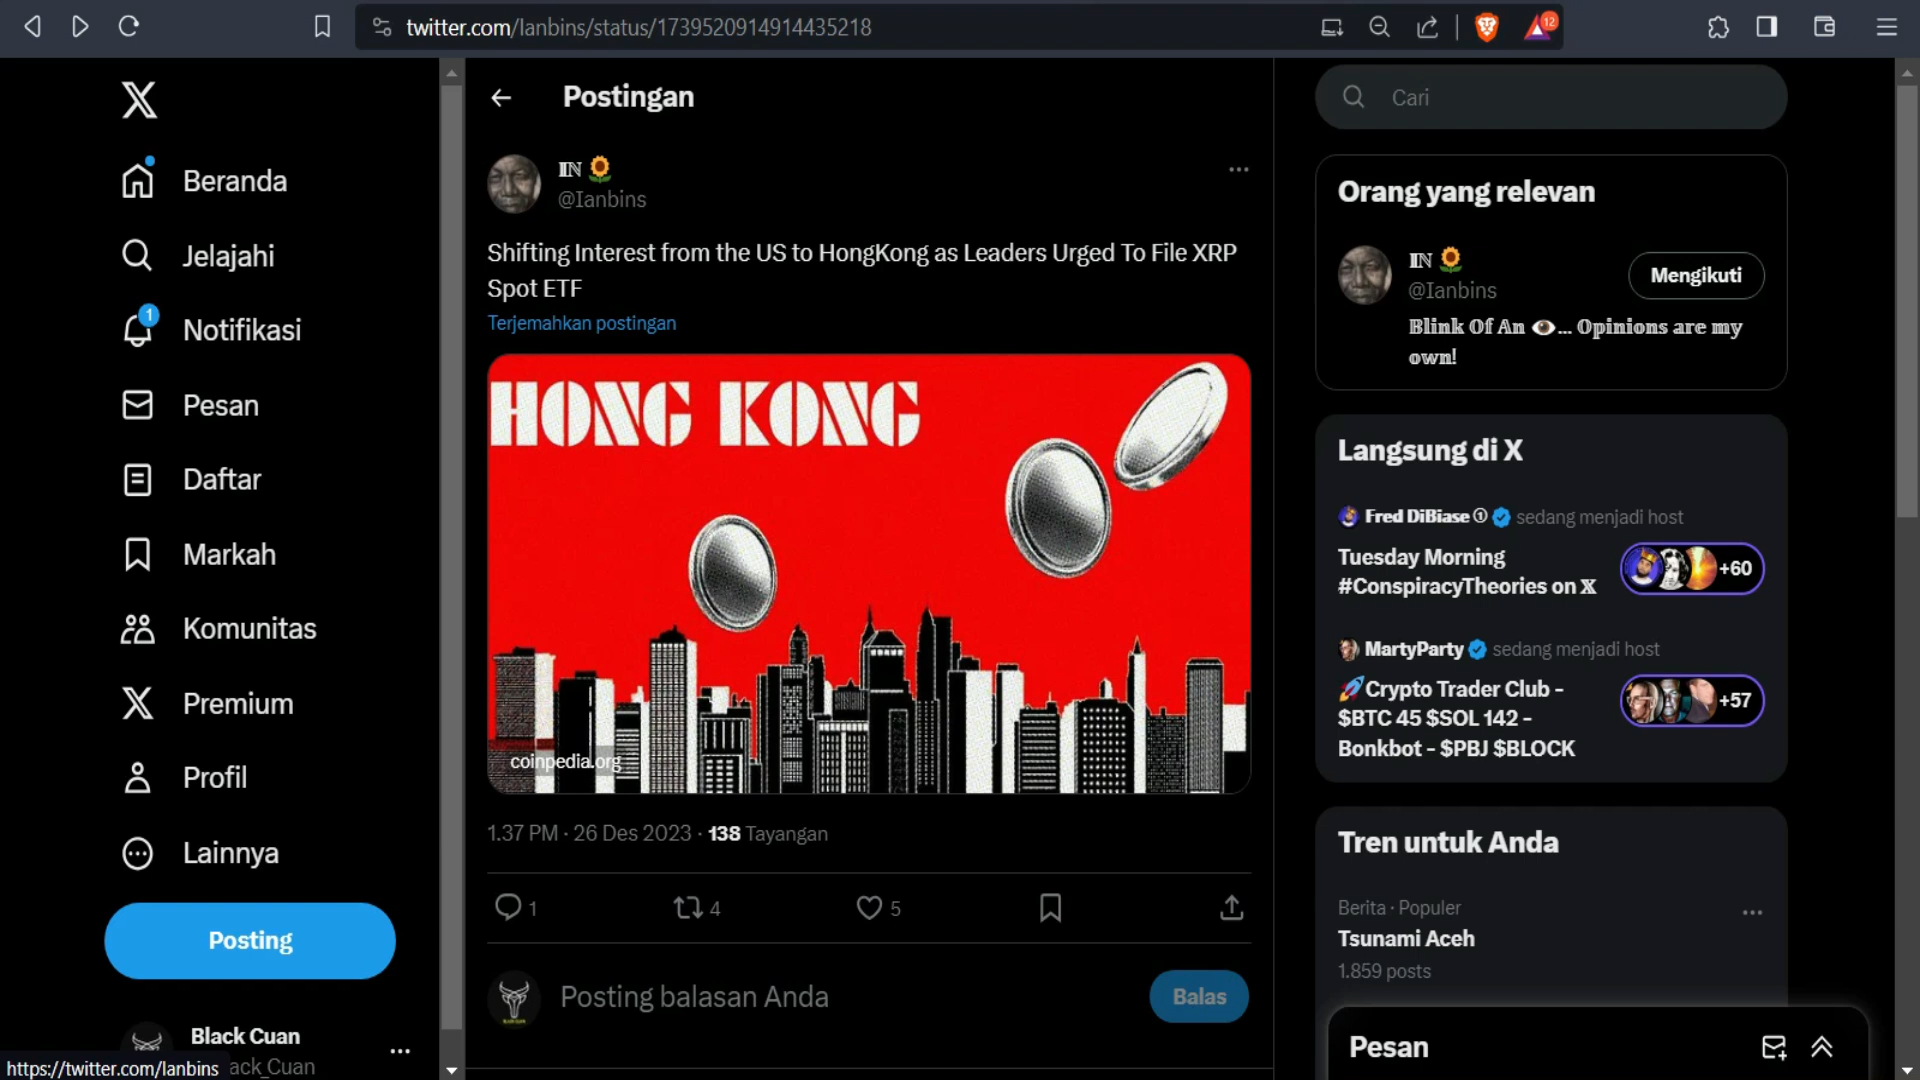 twitter.com/Ianbins/status/1739520914914435218
12
Beranda
Jelajahi
1
Notifikasi
Pesan
Daftar
Markah
Komunitas
Premium
Profil
Lainnya
Posting
Black Cuan
ack_Cuan
https://twitter.com/Ianbins
Postingan
𝕀ℕ 🌻
@Ianbins
Shifting Interest from the US to HongKong as Leaders Urged To File XRP
Spot ETF
Terjemahkan postingan
HONG KONG
coinpedia.org
1.37 PM · 26 Des 2023 · 138 Tayangan
1
4
5
Posting balasan Anda
Balas
Cari
Orang yang relevan
𝕀ℕ 🌻
@Ianbins
Mengikuti
Blink Of An 👁️... Opinions are my
own!
Langsung di X
Fred DiBiase ① sedang menjadi host
Tuesday Morning
#ConspiracyTheories on 𝕏
+60
MartyParty sedang menjadi host
🚀Crypto Trader Club -
$BTC 45 $SOL 142 -
Bonkbot - $PBJ $BLOCK
+57
Tren untuk Anda
Berita · Populer
Tsunami Aceh
1.859 posts
Pesan